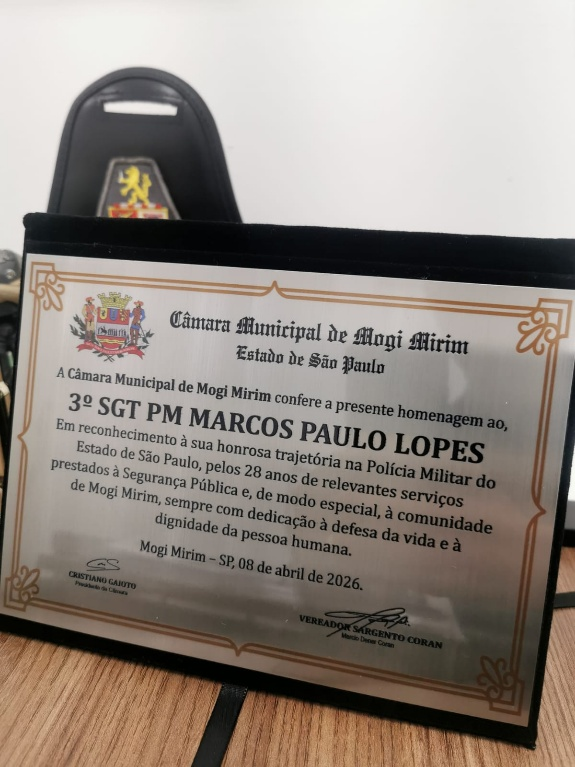 Câmara Municipal de Mogi Mirim
Estado de São Paulo
A Câmara Municipal de Mogi Mirim confere a presente homenagem ao,
3º SGT PM MARCOS PAULO LOPES
Em reconhecimento à sua honrosa trajetória na Polícia Militar do
Estado de São Paulo, pelos 28 anos de relevantes serviços
prestados à Segurança Pública e, de modo especial, à comunidade
de Mogi Mirim, sempre com dedicação à defesa da vida e à
dignidade da pessoa humana.
Mogi Mirim – SP, 08 de abril de 2026.
CRISTIANO GAIOTO
Presidente da Câmara
VEREADOR SARGENTO CORAN
Marcio Dener Coran